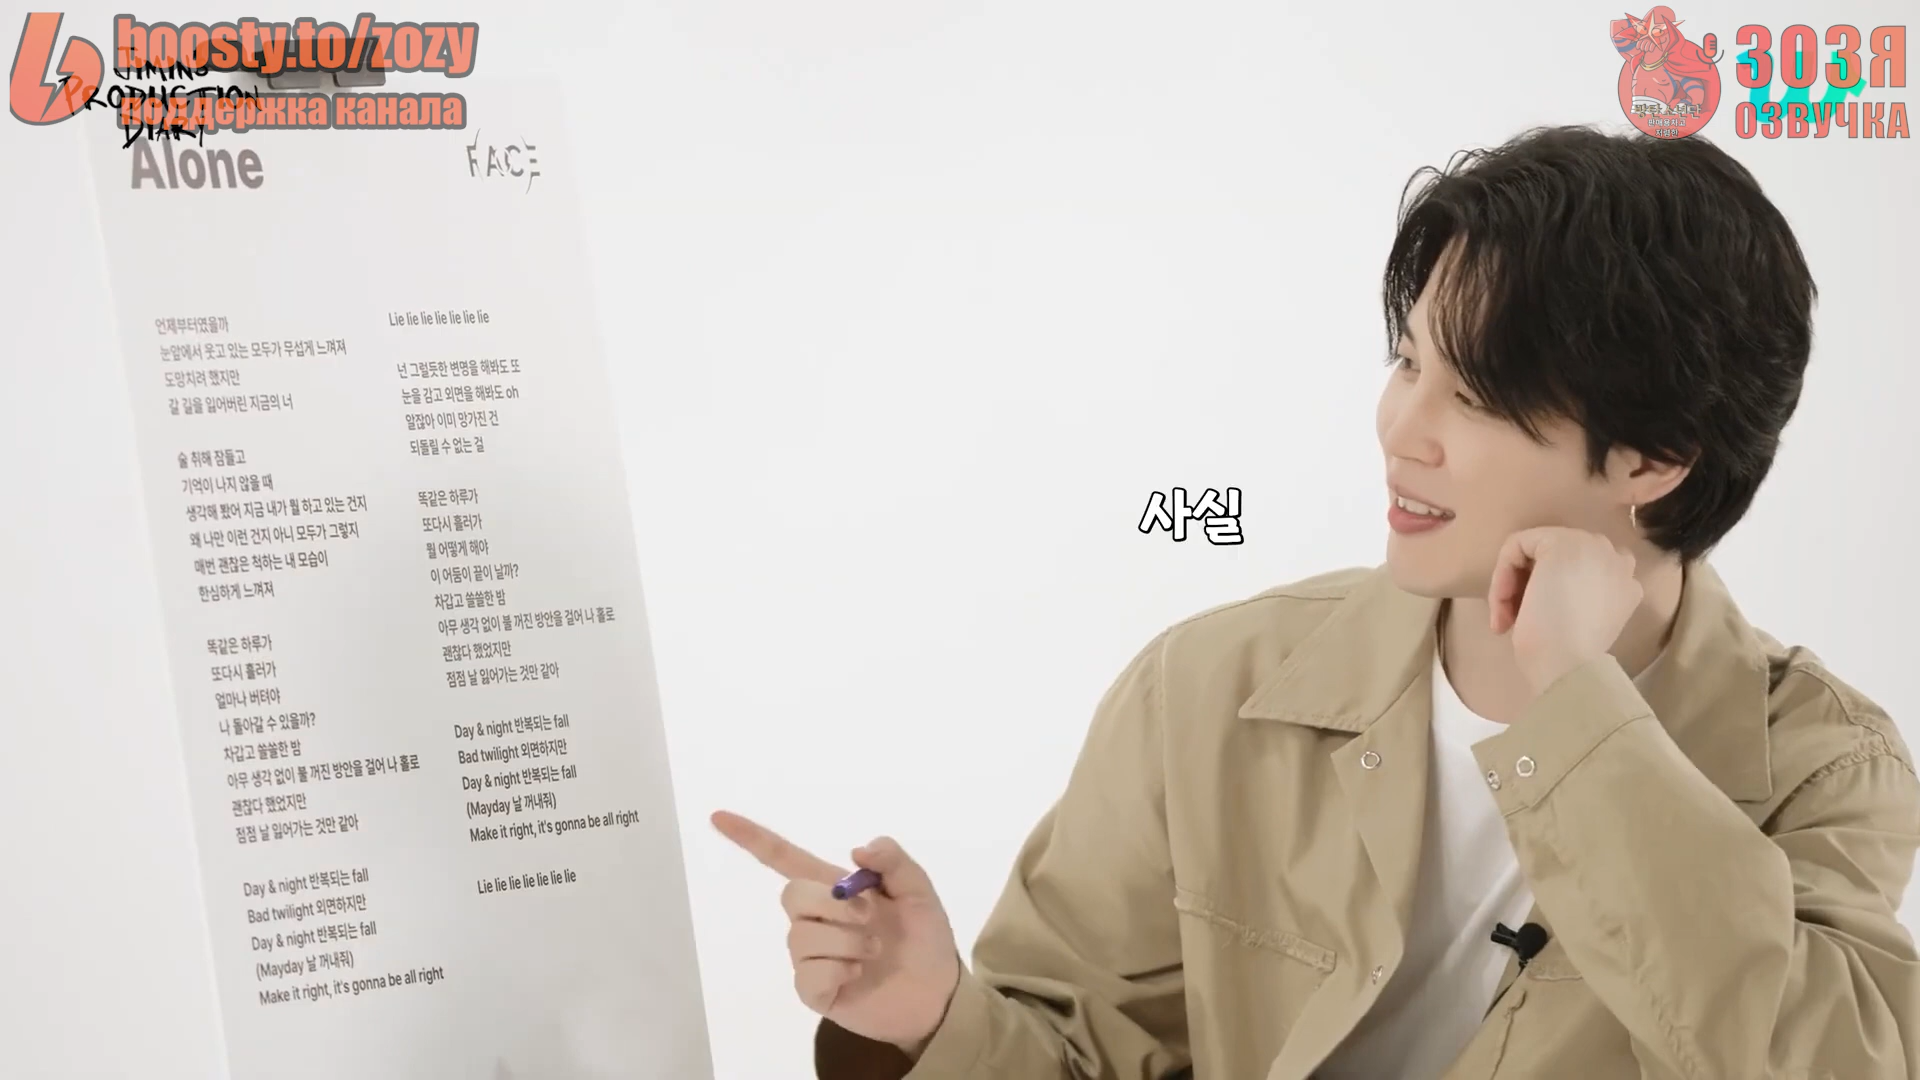 boosty.to/zozy
поддержка канала
JIMIN'S
PRODUCTION
DIARY
ЗОЗЯ
ОЗВУЧКА
Alone
FACE
언제부터였을까
눈앞에서 웃고 있는 모두가 무섭게 느껴져
도망치려 했지만
갈 길을 잃어버린 지금의 너
술 취해 잠들고
기억이 나지 않을 때
생각해 봤어 지금 내가 뭘 하고 있는 건지
왜 나만 이런 건지 아니 모두가 그렇지
매번 괜찮은 척하는 내 모습이
한심하게 느껴져
똑같은 하루가
또다시 흘러가
얼마나 버텨야
나 돌아갈 수 있을까?
차갑고 쓸쓸한 밤
아무 생각 없이 불 꺼진 방안을 걸어 나 홀로
괜찮다 했었지만
점점 날 잃어가는 것만 같아
Day & night 반복되는 fall
Bad twilight 외면하지만
Day & night 반복되는 fall
(Mayday 날 꺼내줘)
Make it right, it's gonna be all right
Lie lie lie lie lie lie lie
넌 그럴듯한 변명을 해봐도 또
눈을 감고 외면을 해봐도 oh
알잖아 이미 망가진 건
되돌릴 수 없는 걸
똑같은 하루가
또다시 흘러가
뭘 어떻게 해야
이 어둠이 끝이 날까?
차갑고 쓸쓸한 밤
아무 생각 없이 불 꺼진 방안을 걸어 나 홀로
괜찮다 했었지만
점점 날 잃어가는 것만 같아
Day & night 반복되는 fall
Bad twilight 외면하지만
Day & night 반복되는 fall
(Mayday 날 꺼내줘)
Make it right, it's gonna be all right
Lie lie lie lie lie lie lie
사실